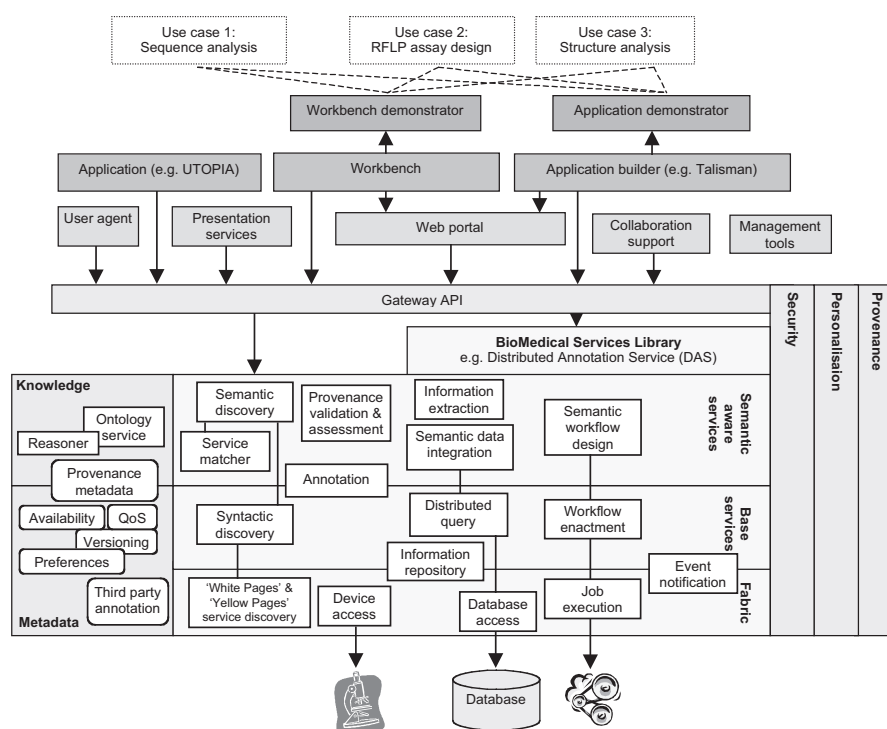 Use case 1:
Sequence analysis
Use case 2:
RFLP assay design
Use case 3:
Structure analysis
Workbench demonstrator
Application demonstrator
Application (e.g. UTOPIA)
Workbench
Application builder (e.g. Talisman)
User agent
Presentation
services
Web portal
Collaboration
support
Management
tools
Gateway API
Security
Personalisaion
Provenance
BioMedical Services Library
e.g. Distributed Annotation Service (DAS)
Knowledge
Ontology
service
Reasoner
Provenance
metadata
Semantic
discovery
Service
matcher
Provenance
validation &
assessment
Information
extraction
Semantic data
integration
Semantic
workflow
design
Semantic
aware
services
Annotation
Availability
QoS
Versioning
Preferences
Third party
annotation
Metadata
Syntactic
discovery
Distributed
query
Workflow
enactment
Base
services
Information
repository
Event
notification
'White Pages' &
'Yellow Pages'
service discovery
Device
access
Database
access
Job
execution
Fabric
Database